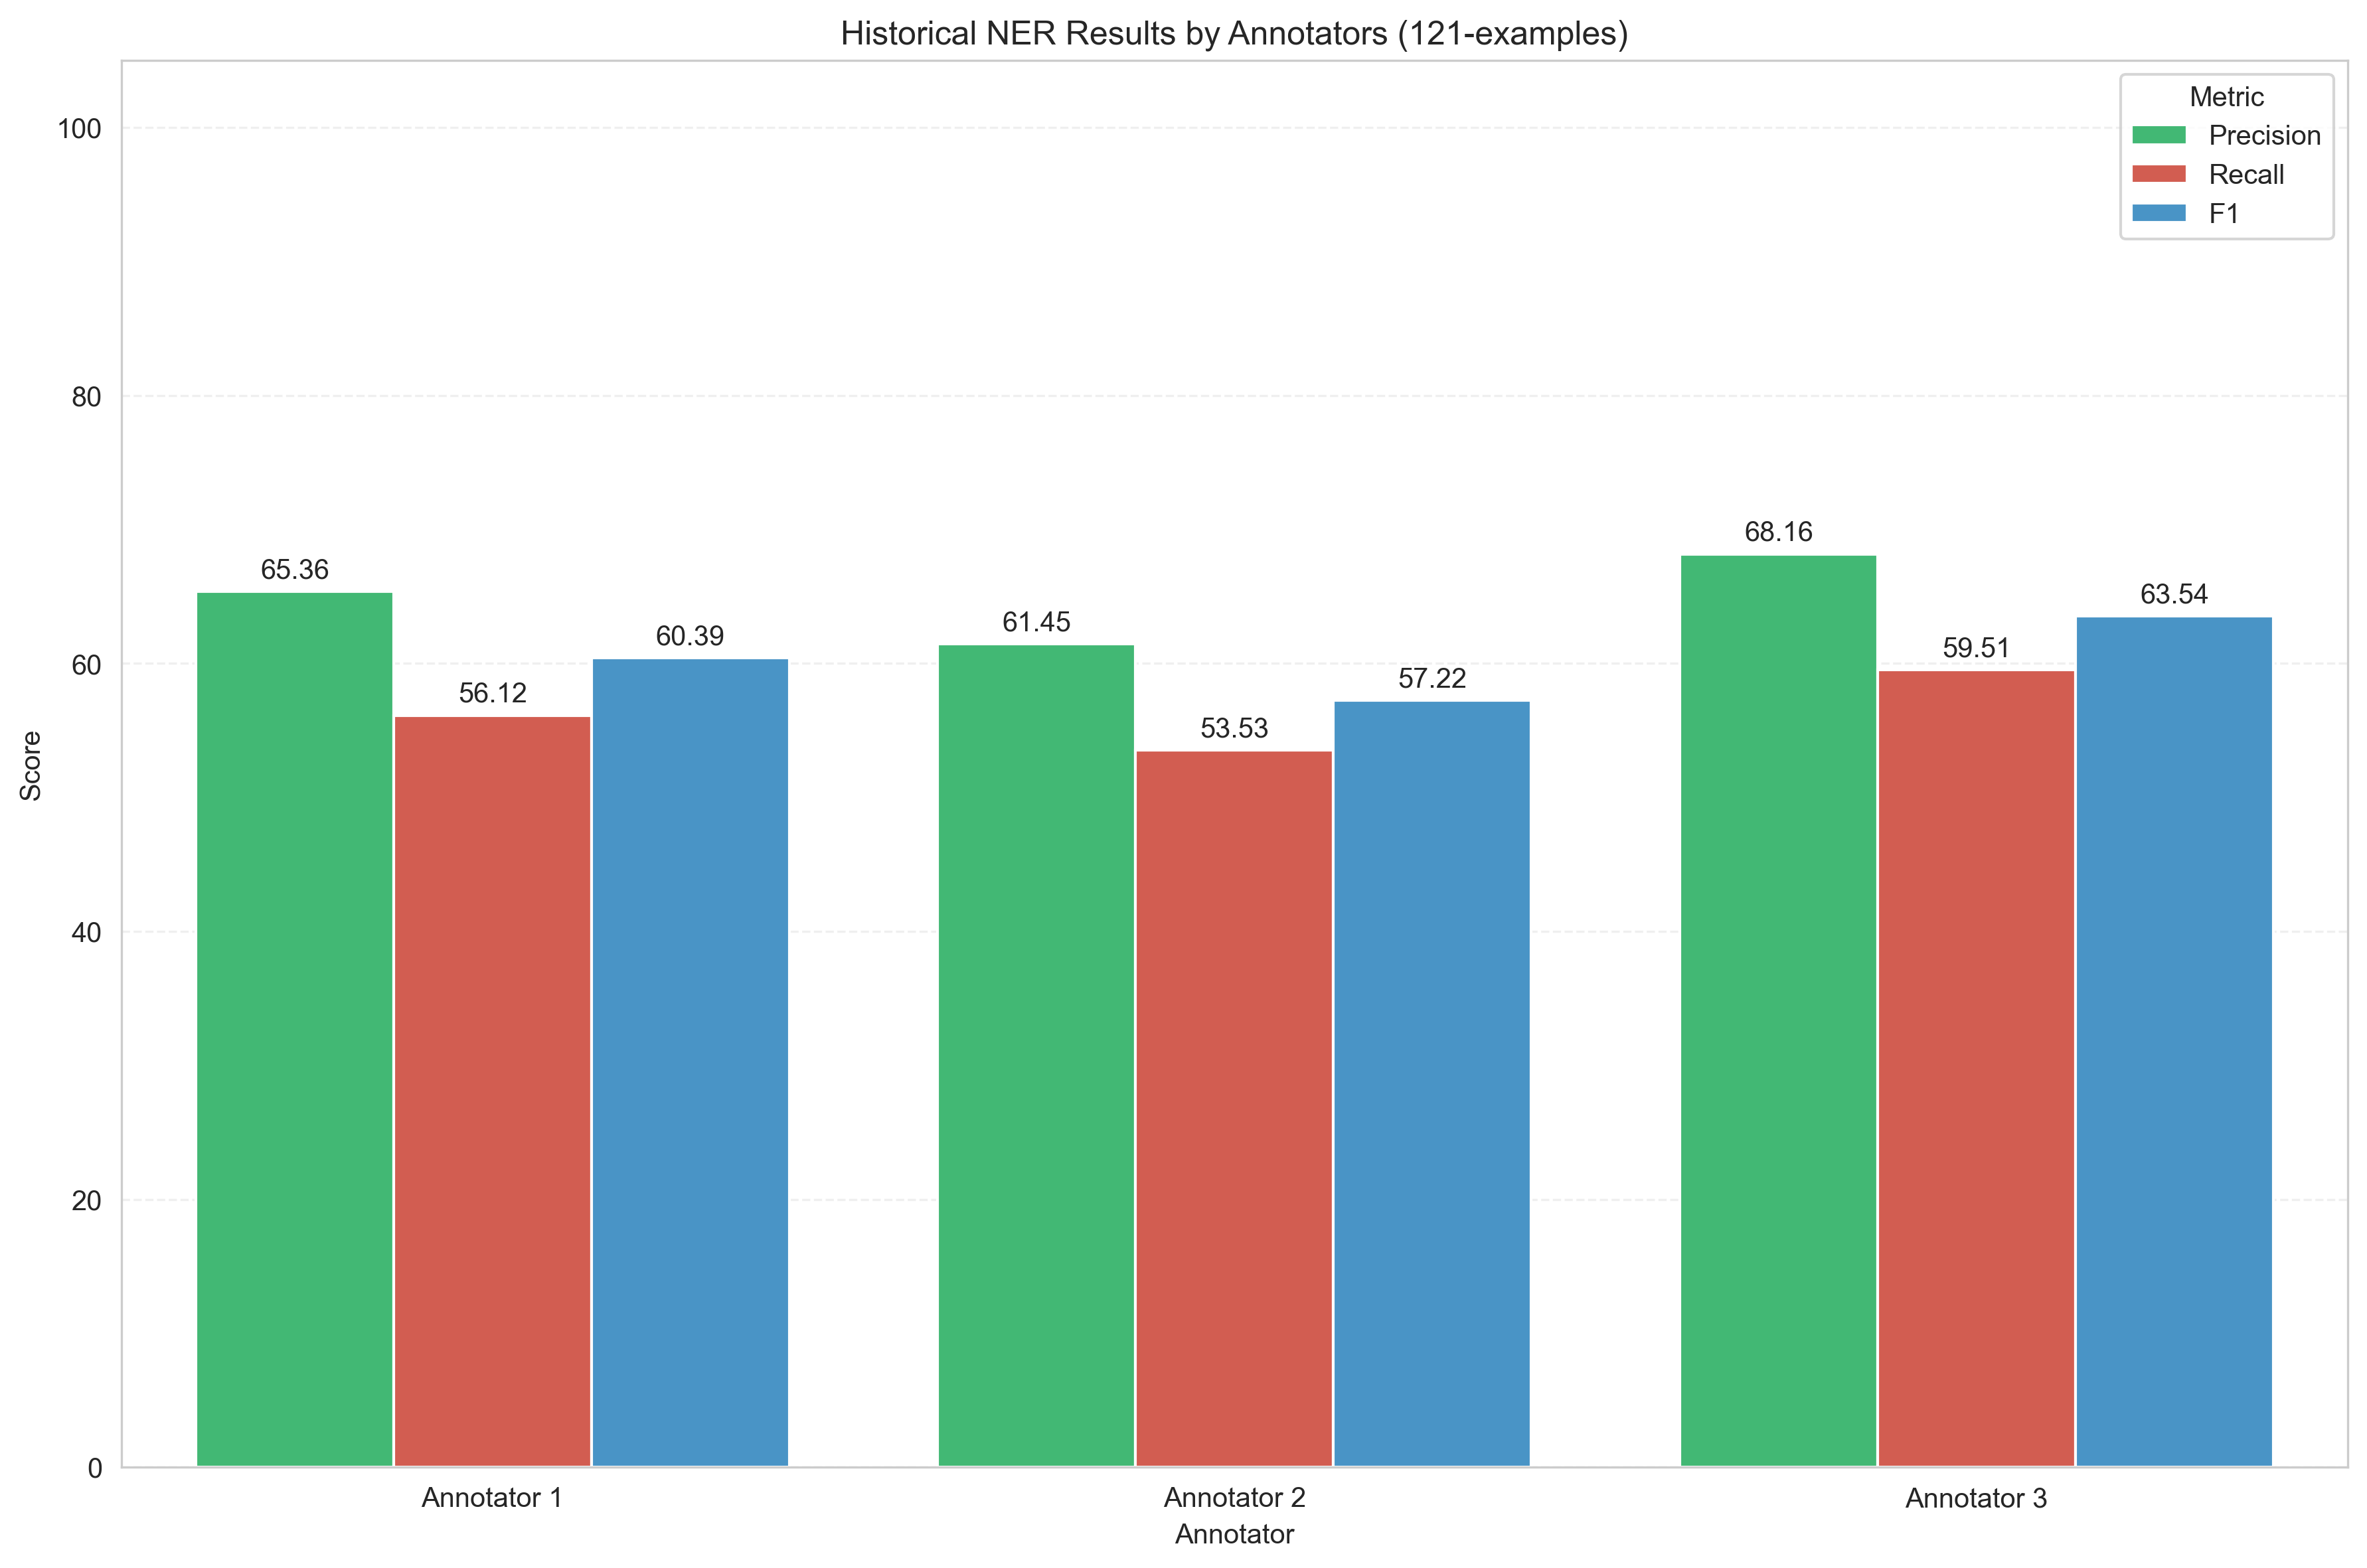 Historical NER Results by Annotators (121-examples)
Metric
Precision
Recall
F1
100
80
60
40
20
0
Score
65.36
56.12
60.39
61.45
53.53
57.22
68.16
59.51
63.54
Annotator 1
Annotator 2
Annotator 3
Annotator